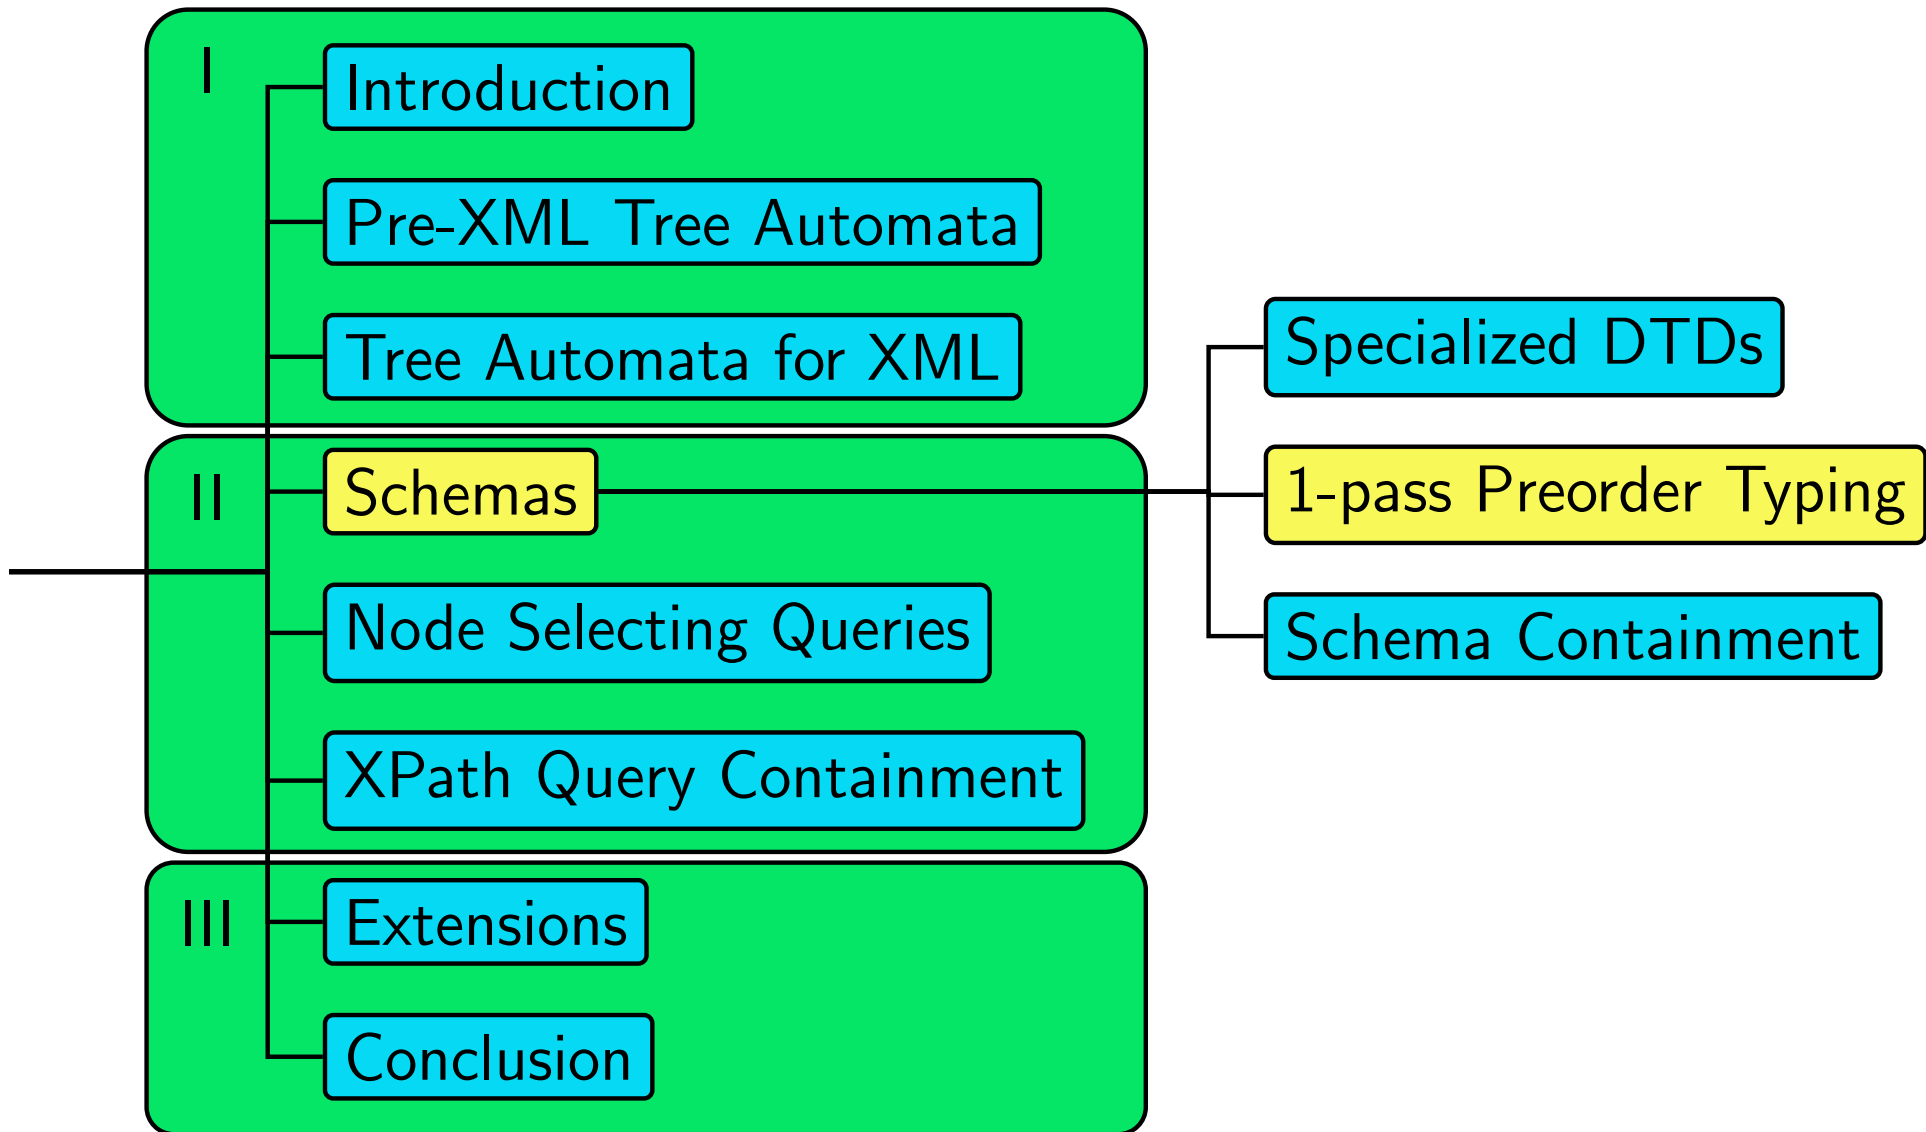 I
Introduction
Pre-XML Tree Automata
Tree Automata for XML
II
Schemas
Node Selecting Queries
XPath Query Containment
III
Extensions
Conclusion
Specialized DTDs
1-pass Preorder Typing
Schema Containment